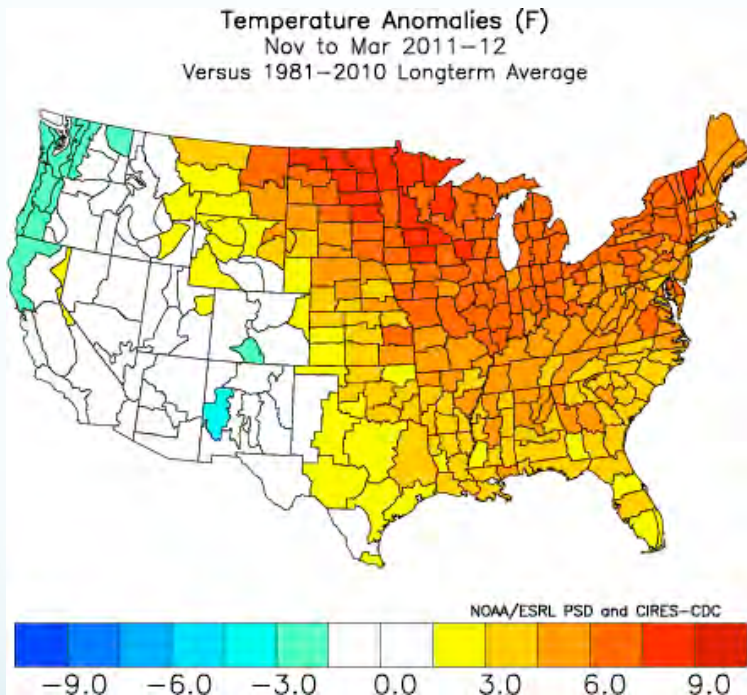 Temperature Anomalies (F)
Nov to Mar 2011-12
Versus 1981-2010 Longterm Average
NOAA/ESRL PSD and CIRES-CDC
-9.0 -6.0 -3.0 0.0 3.0 6.0 9.0